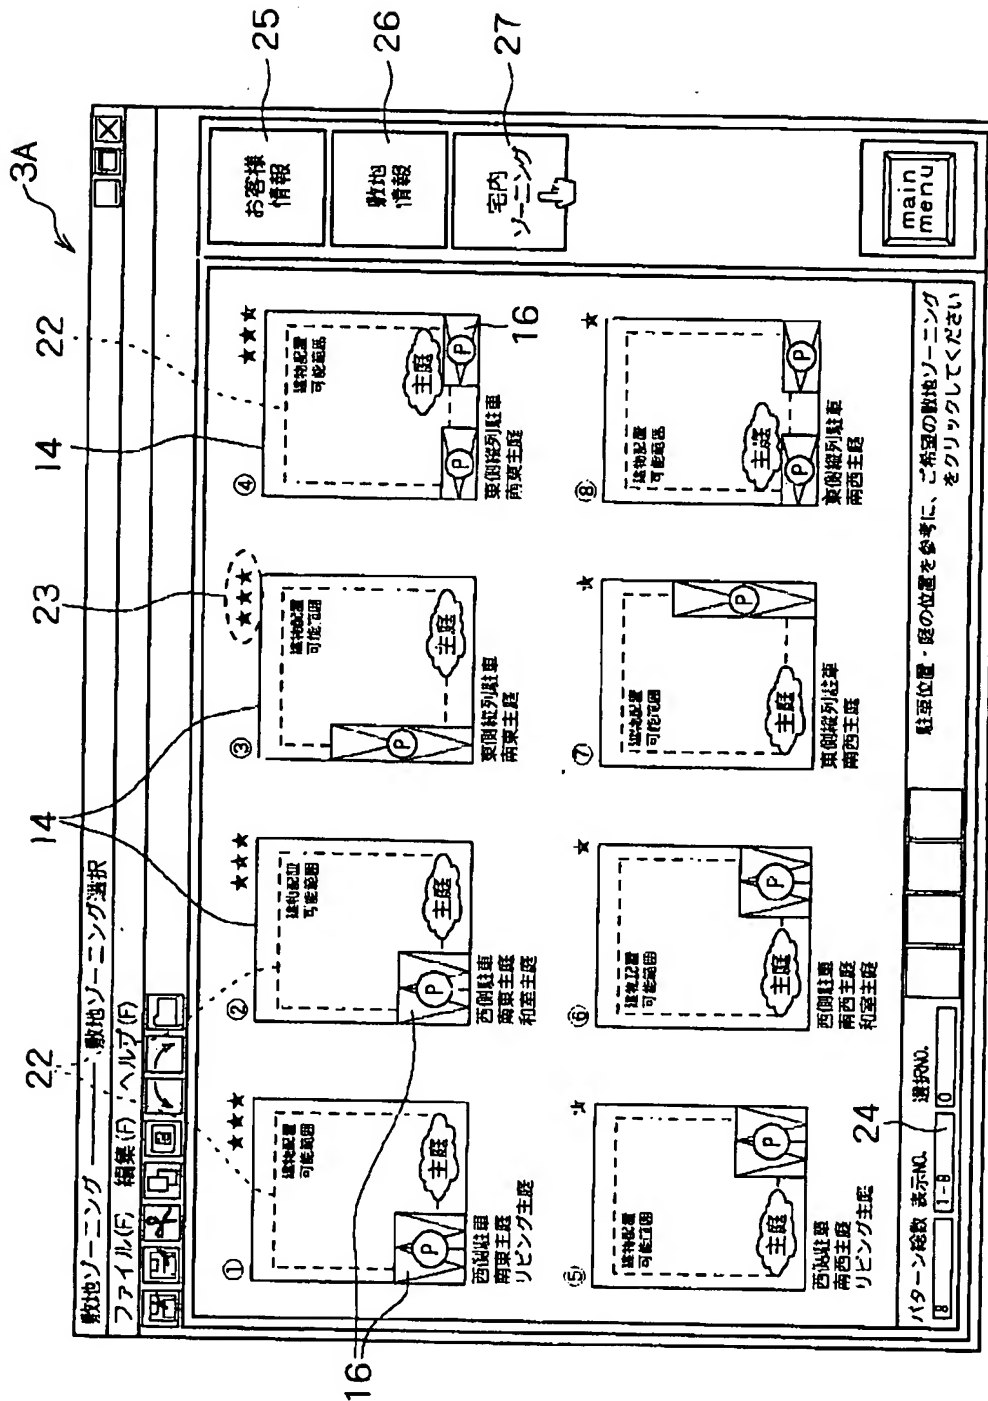 3A
敷地ゾーニング 敷地ゾーニング選択
ファイル(F) 編集(F) ヘルプ(F)
22
14
23
14
22
① ★★★
建物配置
可能範囲
主庭
P
西側駐車
南東主庭
リビング主庭
② ★★★
建物配置
可能範囲
主庭
P
西側駐車
南東主庭
和室主庭
③ ★★★
建物配置
可能範囲
主庭
P
東側縦列駐車
南東主庭
④ ★★★
建物配置
可能範囲
主庭
P
P
東側縦列駐車
南東主庭
16
16
⑤ ★
建物配置
可能範囲
主庭
P
西側駐車
南西主庭
リビング主庭
⑥ ★
建物配置
可能範囲
主庭
P
西側駐車
南西主庭
和室主庭
⑦ ★
建物配置
可能範囲
主庭
P
東側縦列駐車
南西主庭
⑧ ★
建物配置
可能範囲
主庭
P
P
東側縦列駐車
南西主庭
お客様
情報
25
敷地
情報
26
宅内
ゾーニング
27
main
menu
パターン総数 表示NO. 選択NO.
8 1-8 0
24
駐車位置・庭の位置を参考に、ご希望の敷地ゾーニング
をクリックしてください